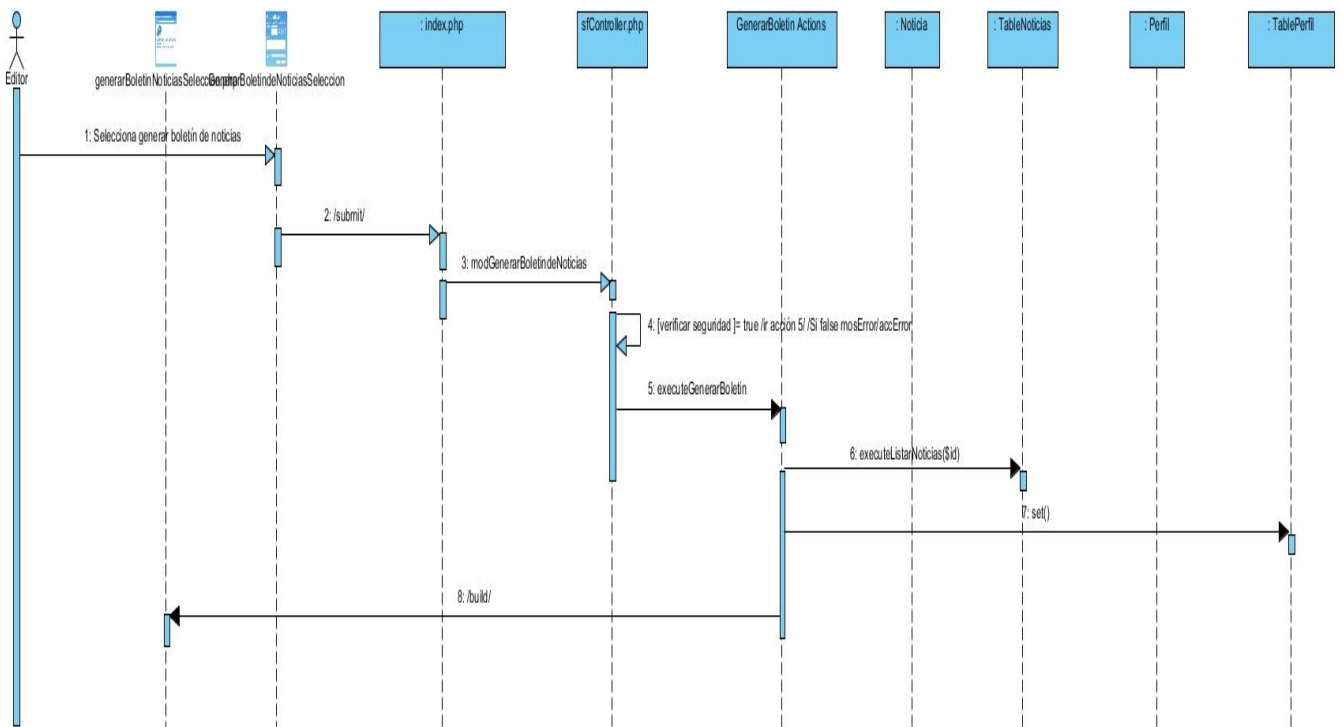 : index.php
sfController.php
GenerarBoletin Actions
: Noticia
: TableNoticias
: Perfil
: TablePerfil
Editor
generarBoletinNoticiasSeleccion.php
GenerarBoletindeNoticiasSeleccion
1: Selecciona generar boletín de noticias
2: /submit/
3: modGenerarBoletindeNoticias
4: [verificar seguridad ]= true /ir acción 5/ /Si false mosError/accError
5: executeGenerarBoletin
6: executeListarNoticias($id)
7: set()
8: /build/